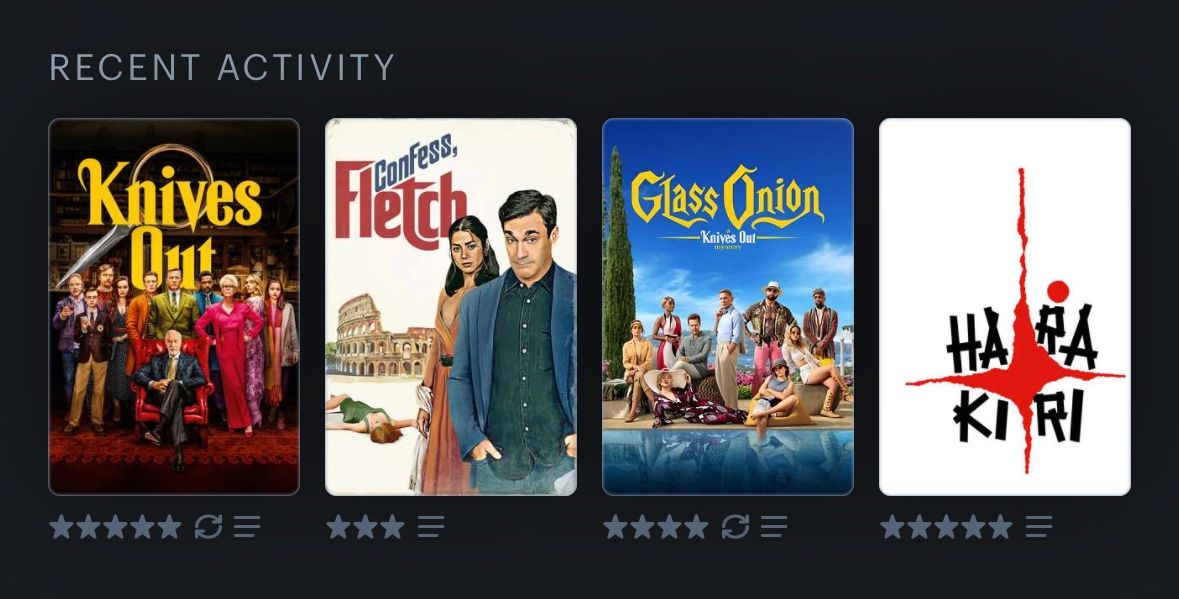 RECENT ACTIVITY
Knives
Out
Confess,
Fletch
Glass Onion
a
Knives Out
mystery
HARA
KIRI